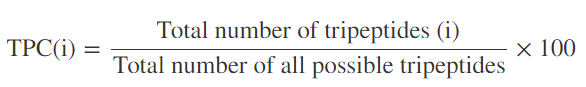 TPC(i) = Total number of tripeptides (i) / Total number of all possible tripeptides × 100